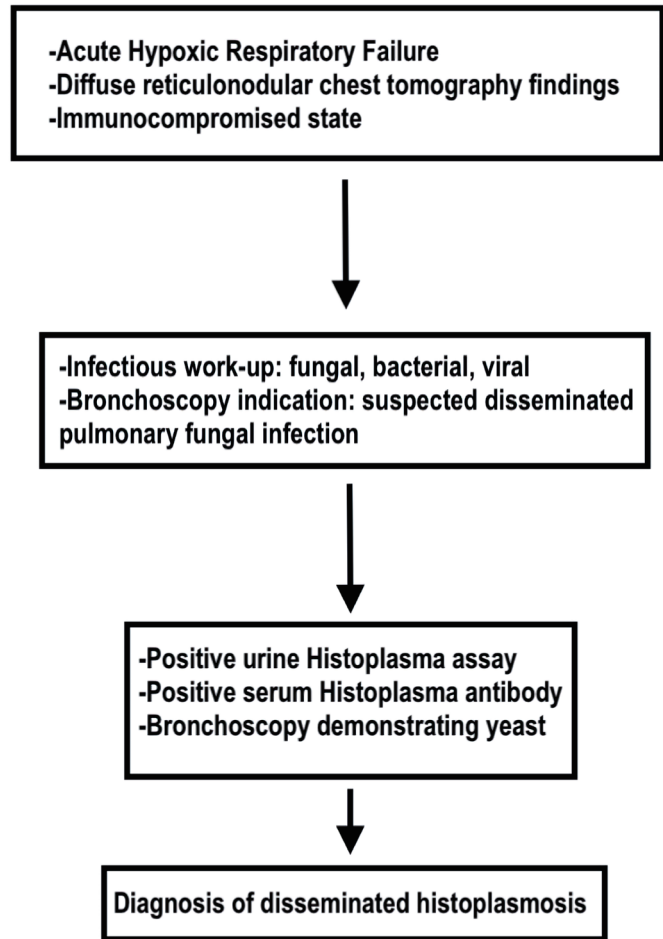 -Acute Hypoxic Respiratory Failure
-Diffuse reticulonodular chest tomography findings
-Immunocompromised state
-Infectious work-up: fungal, bacterial, viral
-Bronchoscopy indication: suspected disseminated
pulmonary fungal infection
-Positive urine Histoplasma assay
-Positive serum Histoplasma antibody
-Bronchoscopy demonstrating yeast
Diagnosis of disseminated histoplasmosis